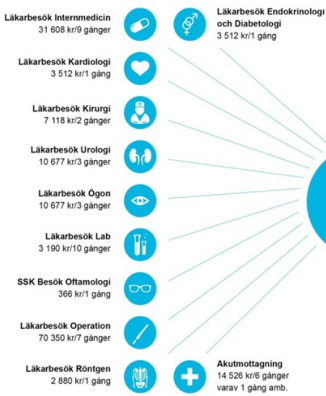 Läkarbesök Internmedicin
31 608 kr/9 gånger
Läkarbesök Endokrinologi
och Diabetologi
3 512 kr/1 gång
Läkarbesök Kardiologi
3 512 kr/1 gång
Läkarbesök Kirurgi
7 118 kr/2 gånger
Läkarbesök Urologi
10 677 kr/3 gånger
Läkarbesök Ögon
10 677 kr/3 gånger
Läkarbesök Lab
3 190 kr/10 gånger
SSK Besök Oftamologi
366 kr/1 gång
Läkarbesök Operation
70 350 kr/7 gånger
Läkarbesök Röntgen
2 880 kr/1 gång
Akutmottagning
14 526 kr/6 gånger
varav 1 gång amb.